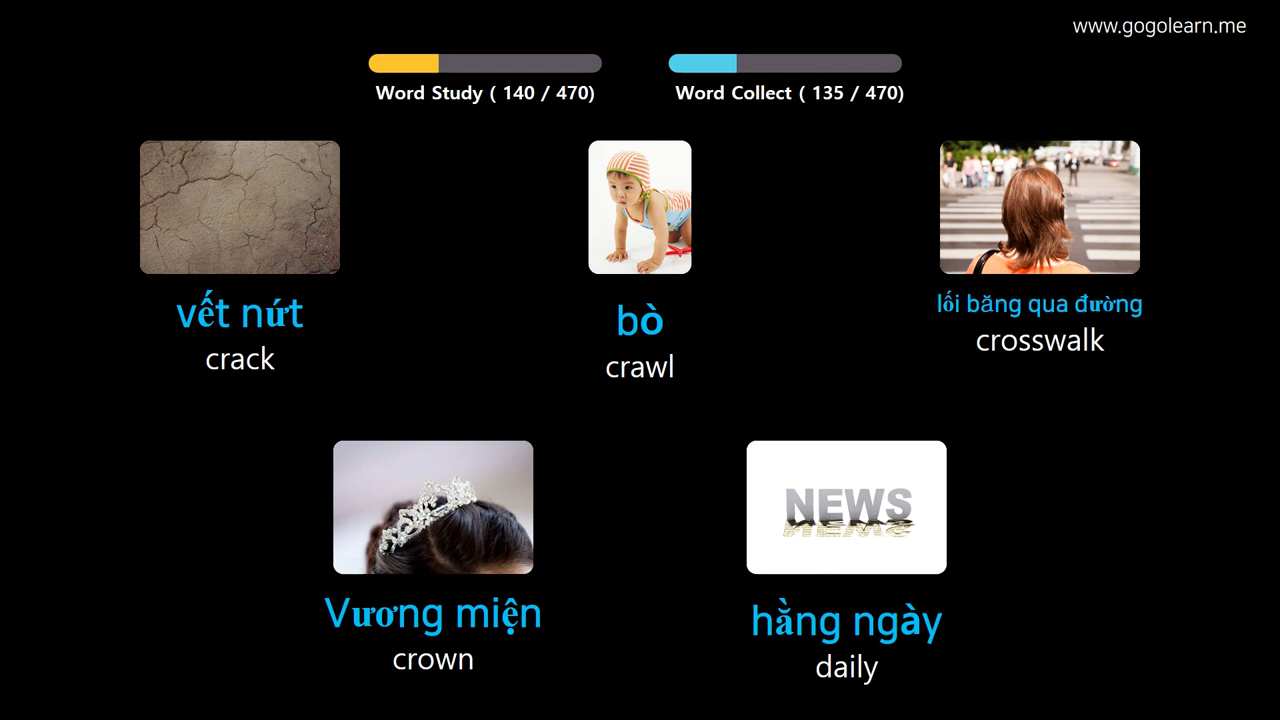 www.gogolearn.me
Word Study ( 140 / 470)
Word Collect ( 135 / 470)
vết nứt
crack
bò
crawl
lối băng qua đường
crosswalk
NEWS
Vương miện
crown
hằng ngày
daily